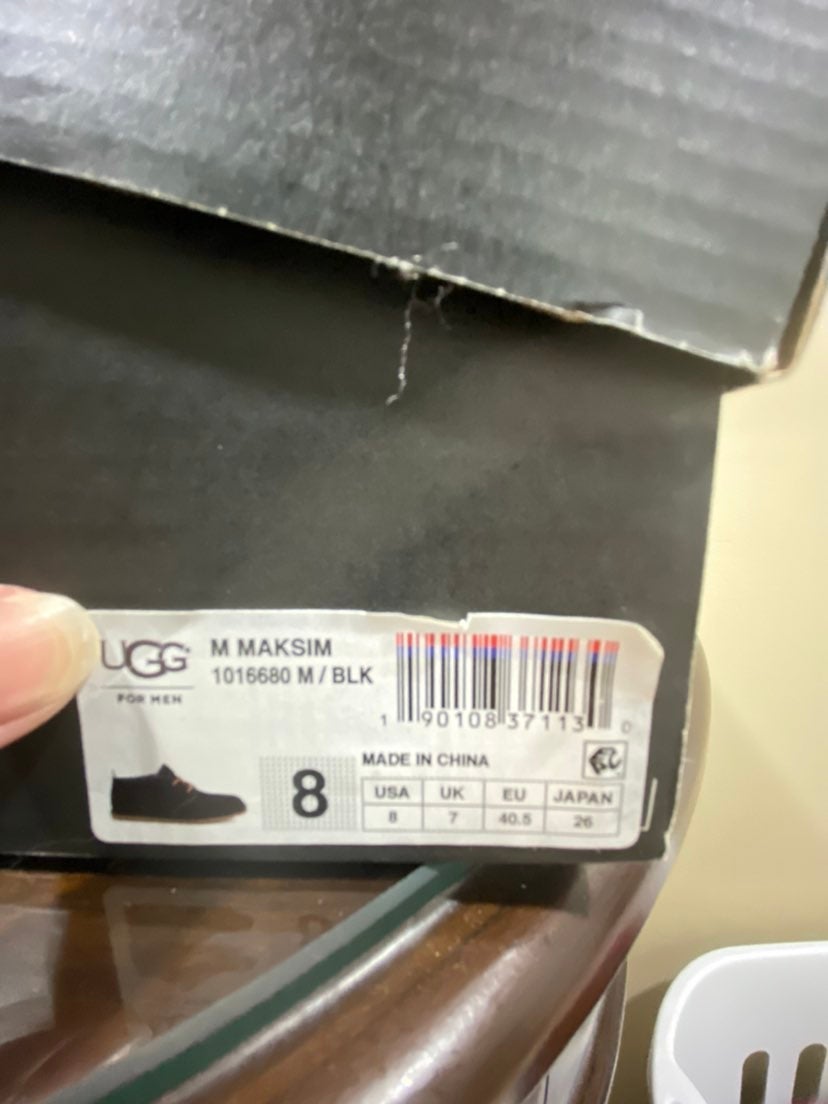 UGG
FOR MEN
M MAKSIM
1016680 M / BLK
1 90108 37113 0
8
MADE IN CHINA
USA UK EU JAPAN
8 7 40.5 26